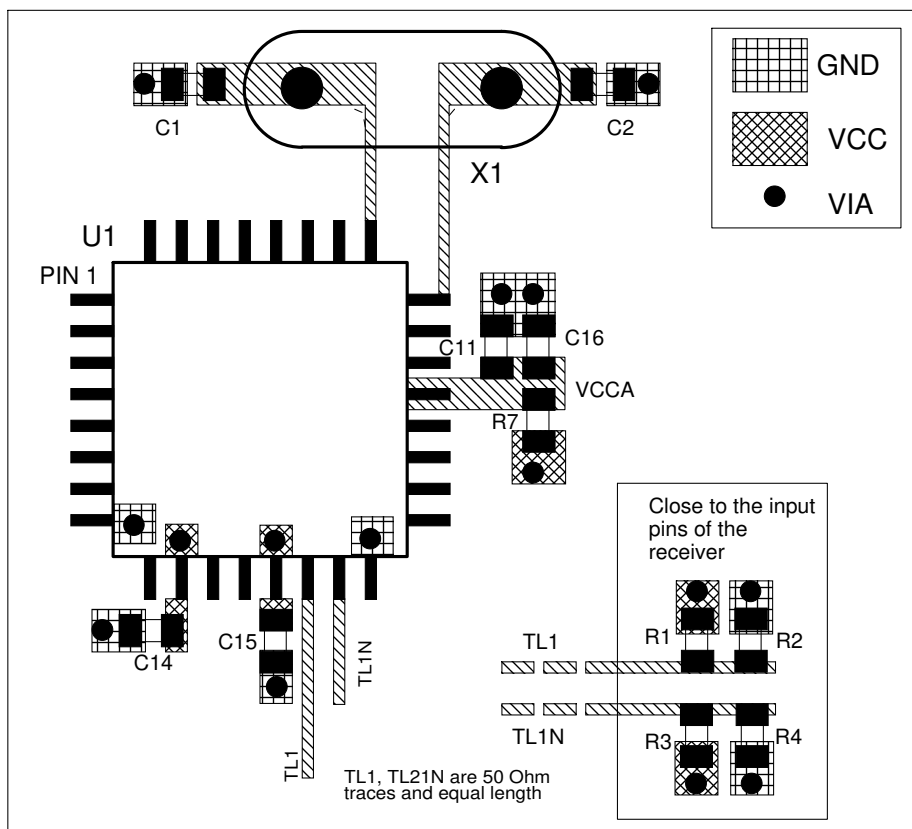 GND
VCC
VIA
C1
C2
X1
U1
PIN 1
C11
C16
VCCA
R7
Close to the input
pins of the
receiver
R1
R2
TL1
TL1N
R3
R4
C14
C15
TL1
TL1N
TL1, TL21N are 50 Ohm
traces and equal length